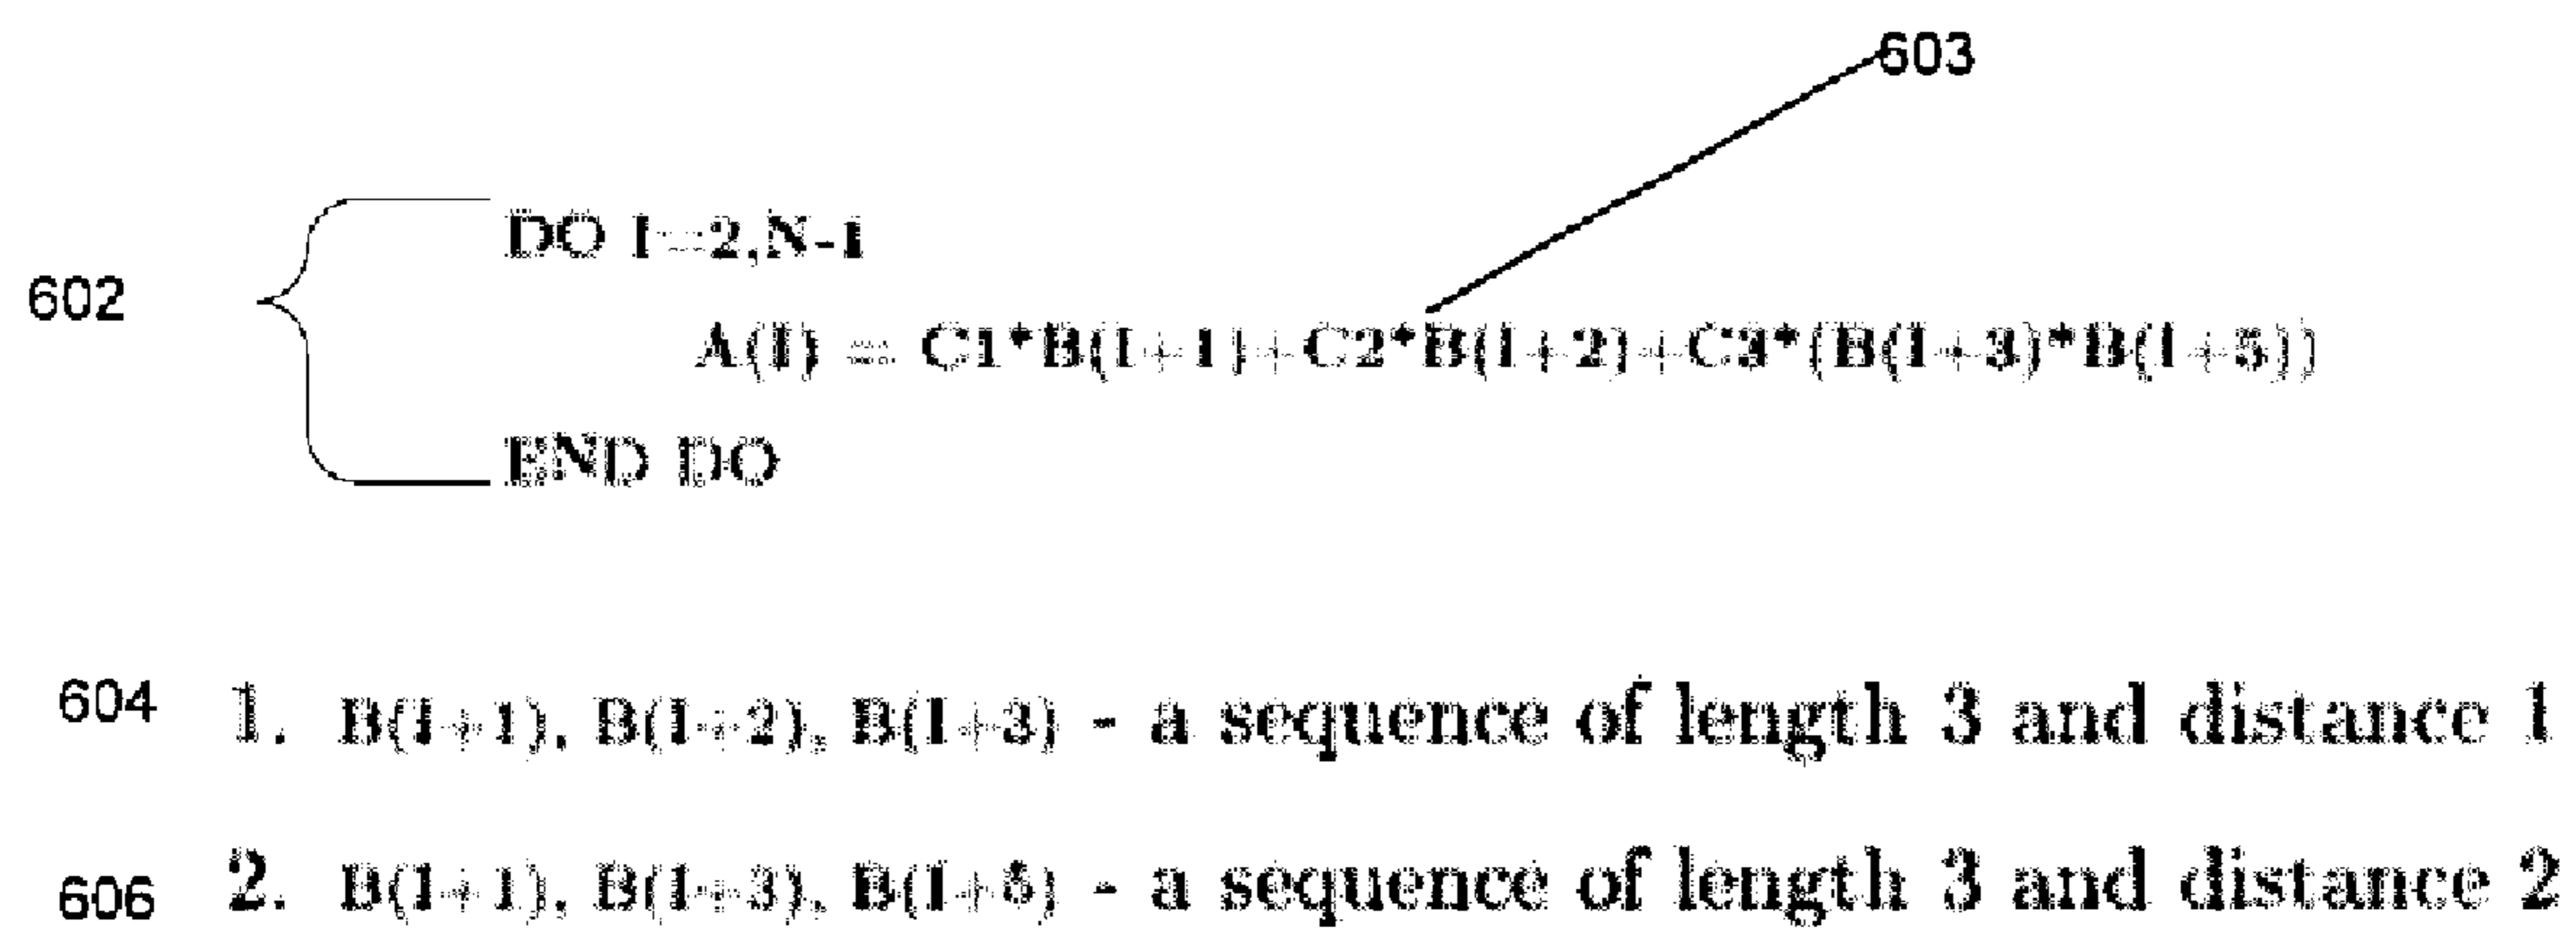 603
DO I=2,N-1
602
A(I) = C1*B(I+1)+C2*B(I+2)+C3*(B(I+3)*B(I+5))
END DO
604 1. B(I+1), B(I+2), B(I+3) - a sequence of length 3 and distance 1
606 2. B(I+1), B(I+3), B(I+5) - a sequence of length 3 and distance 2